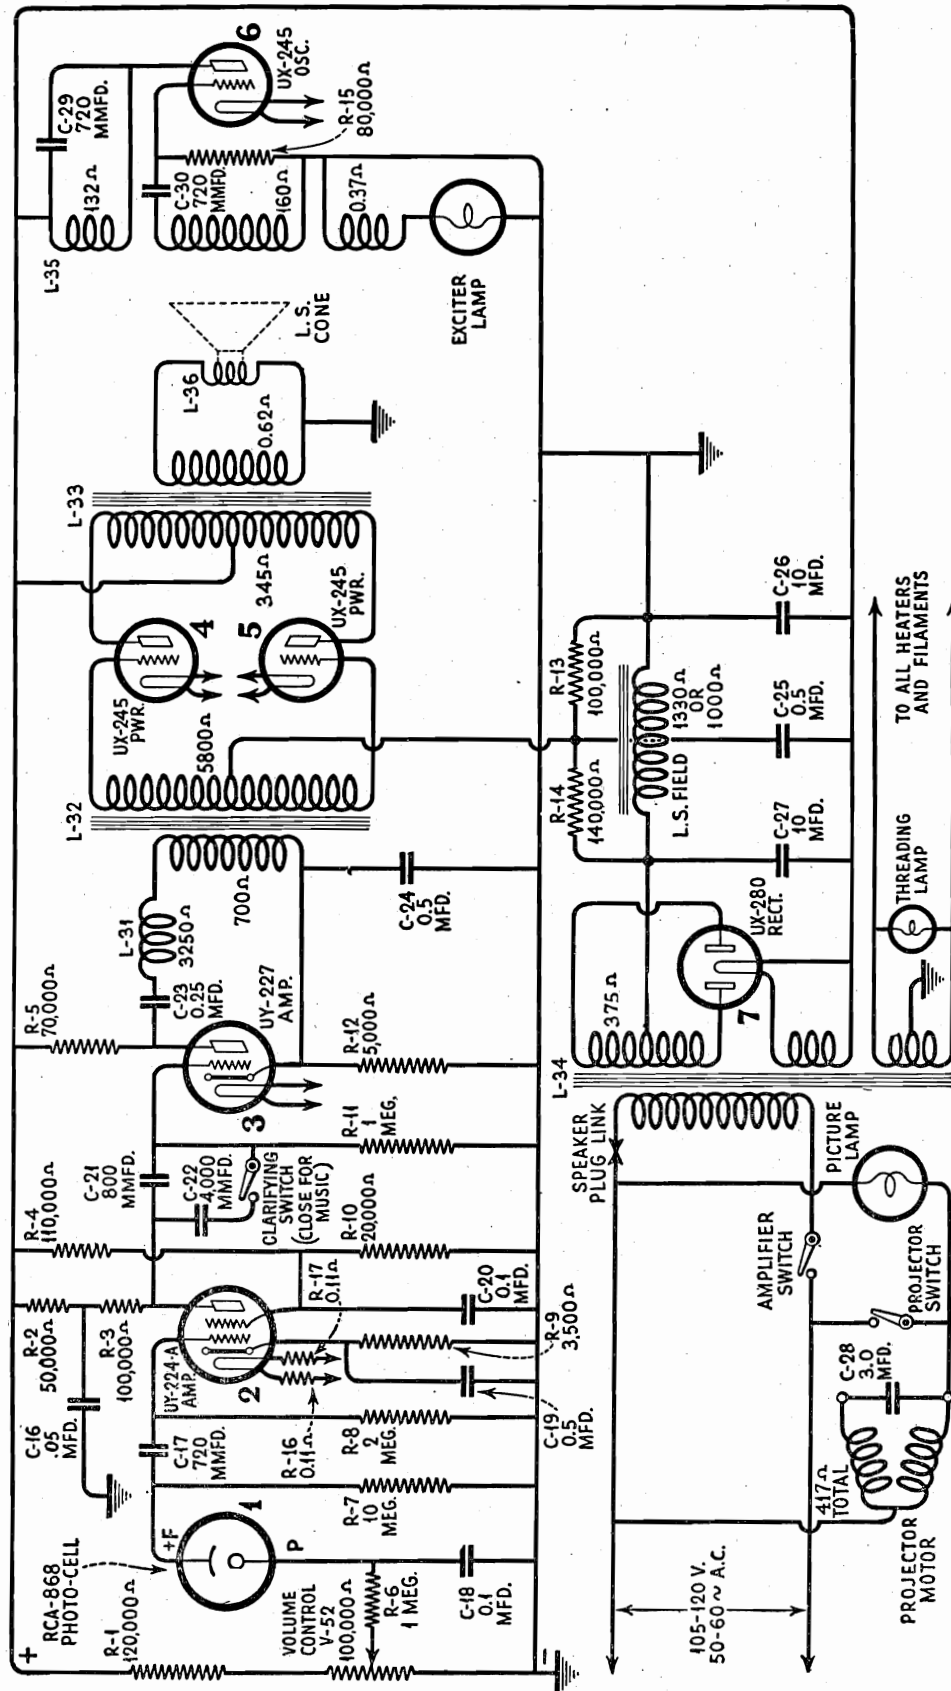 +
R-1
120,000Ω
RCA-868
PHOTO-CELL
+F
1
P
VOLUME
CONTROL
V-52
100,000Ω
R-6
1 MEG.
C-18
0.1
MFD.
-
C-16
.05
MFD.
R-2
50,000Ω
R-3
100,000Ω
C-17
720
MMFD.
R-7
10
MEG.
R-8
2
MEG.
UY-224-A
AMP.
2
R-16
0.11Ω
R-17
0.11Ω
C-19
0.5
MFD.
R-9
3,500Ω
C-20
0.1
MFD.
R-4
110,000Ω
C-21
800
MMFD.
C-22
4,000
MMFD.
CLARIFYING
SWITCH
(CLOSE FOR
MUSIC)
R-10
20,000Ω
R-11
1
MEG.
3
R-5
70,000Ω
UY-227
AMP.
R-12
5,000Ω
C-23
0.25
MFD.
L-31
3250Ω
700Ω
C-24
0.5
MFD.
L-32
5800Ω
UX-245
PWR.
4
5
UX-245
PWR.
345Ω
L-33
0.62Ω
L-36
L.S.
CONE
L-35
132Ω
C-29
720
MMFD.
C-30
720
MMFD.
160Ω
0.37Ω
6
UX-245
OSC.
R-15
80,000Ω
EXCITER
LAMP
105-120 V.
50-60~A.C.
417Ω
TOTAL
PROJECTOR
MOTOR
C-28
3.0
MFD.
PROJECTOR
SWITCH
AMPLIFIER
SWITCH
PICTURE
LAMP
SPEAKER
PLUG LINK
L-34
375Ω
7
UX-280
RECT.
R-14
140,000Ω
R-13
100,000Ω
L.S. FIELD
1330Ω
OR
1000Ω
C-27
10
MFD.
C-25
0.5
MFD.
C-26
10
MFD.
THREADING
LAMP
TO ALL HEATERS
AND FILAMENTS